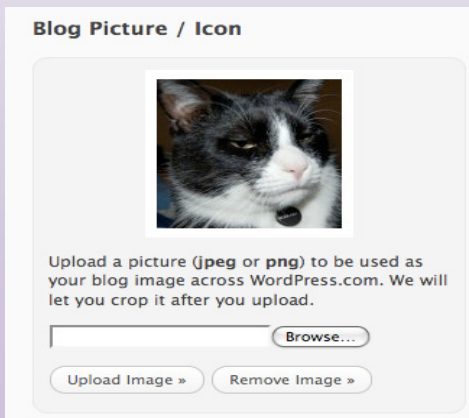 Blog Picture / Icon
Upload a picture (jpeg or png) to be used as
your blog image across WordPress.com. We will
let you crop it after you upload.
Browse...
Upload Image » Remove Image »